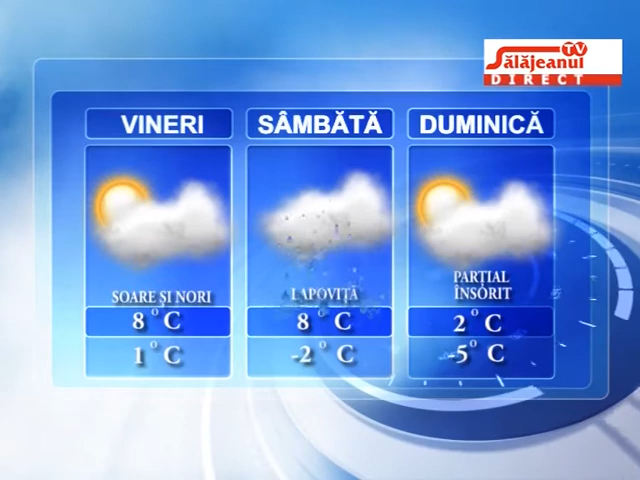 Sălăjeanul TV
DIRECT
VINERI
SOARE ȘI NORI
8°C
1°C
SÂMBĂTĂ
LAPOVIȚĂ
8°C
-2°C
DUMINICĂ
PARȚIAL
ÎNSORIT
2°C
-5°C